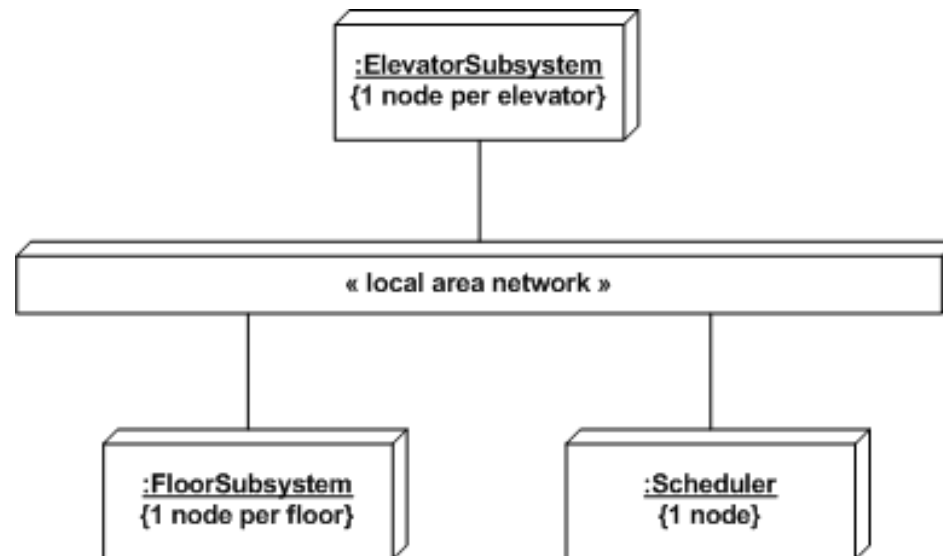 :ElevatorSubsystem
{1 node per elevator}
« local area network »
:FloorSubsystem
{1 node per floor}
:Scheduler
{1 node}